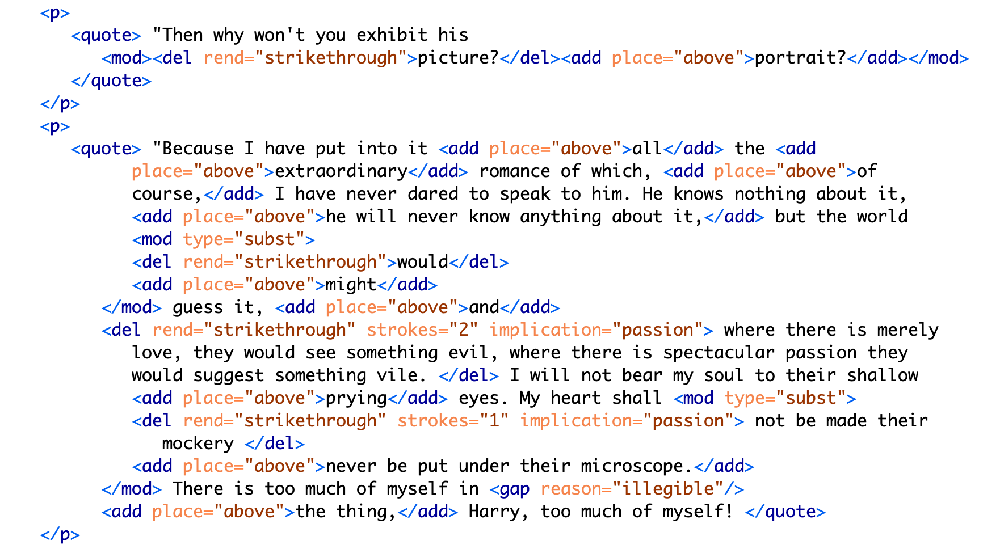 <p>
<quote> "Then why won't you exhibit his
<mod><del rend="strikethrough">picture?</del><add place="above">portrait?</add></mod>
</quote>
</p>
<p>
<quote> "Because I have put into it <add place="above">all</add> the <add
place="above">extraordinary</add> romance of which, <add place="above">of
course,</add> I have never dared to speak to him. He knows nothing about it,
<add place="above">he will never know anything about it,</add> but the world
<mod type="subst">
<del rend="strikethrough">would</del>
<add place="above">might</add>
</mod> guess it, <add place="above">and</add>
<del rend="strikethrough" strokes="2" implication="passion"> where there is merely
love, they would see something evil, where there is spectacular passion they
would suggest something vile. </del> I will not bear my soul to their shallow
<add place="above">prying</add> eyes. My heart shall <mod type="subst">
<del rend="strikethrough" strokes="1" implication="passion"> not be made their
mockery </del>
<add place="above">never be put under their microscope.</add>
</mod> There is too much of myself in <gap reason="illegible"/>
<add place="above">the thing,</add> Harry, too much of myself! </quote>
</p>